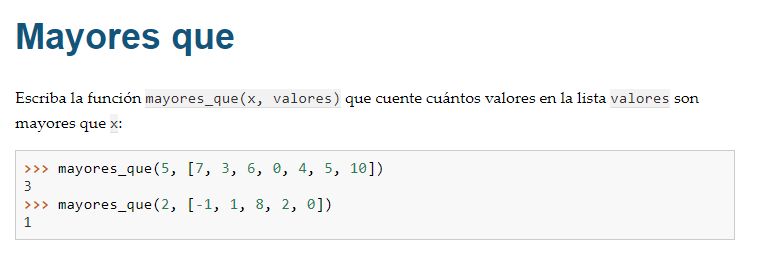 Mayores que
Escriba la función mayores_que(x, valores) que cuente cuántos valores en la lista valores son
mayores que x:
>>> mayores_que(5, [7, 3, 6, 0, 4, 5, 10])
3
>>> mayores_que(2, [-1, 1, 8, 2, 0])
1